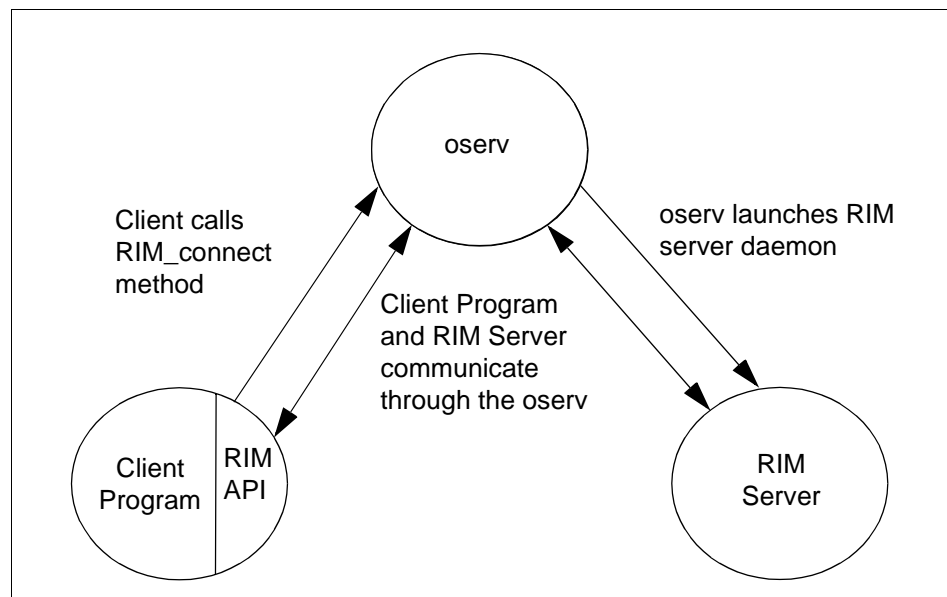 oserv
Client calls
RIM_connect
method
oserv launches RIM
server daemon
Client Program
and RIM Server
communicate
through the oserv
Client
Program
RIM
API
RIM
Server